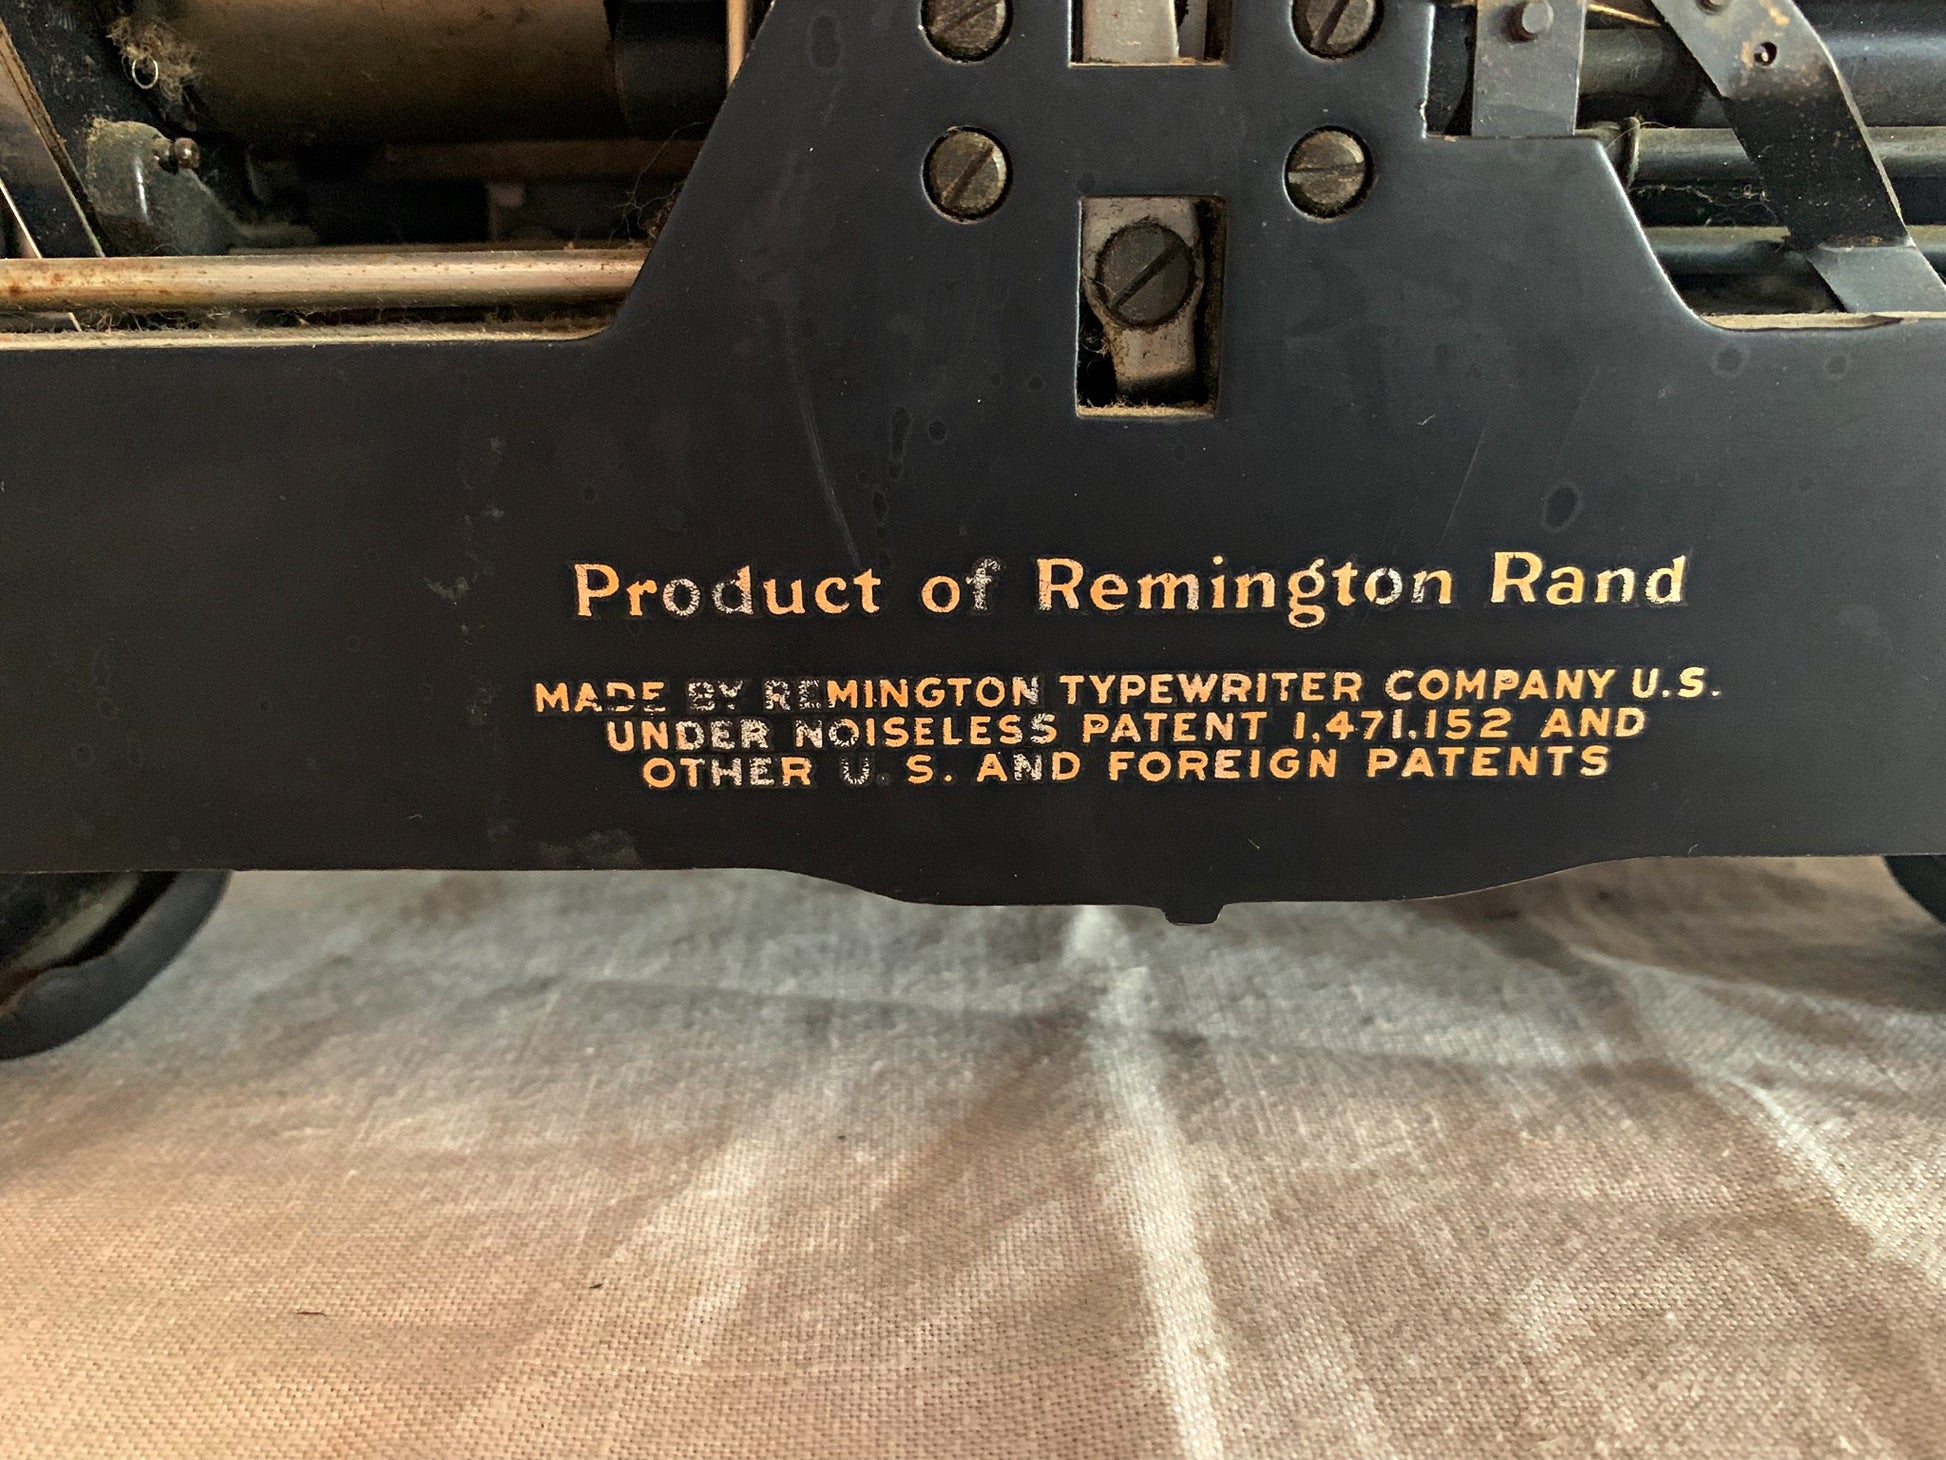 Product of Remington Rand
MADE BY REMINGTON TYPEWRITER COMPANY U.S.
UNDER NOISELESS PATENT 1,471,152 AND
OTHER U. S. AND FOREIGN PATENTS